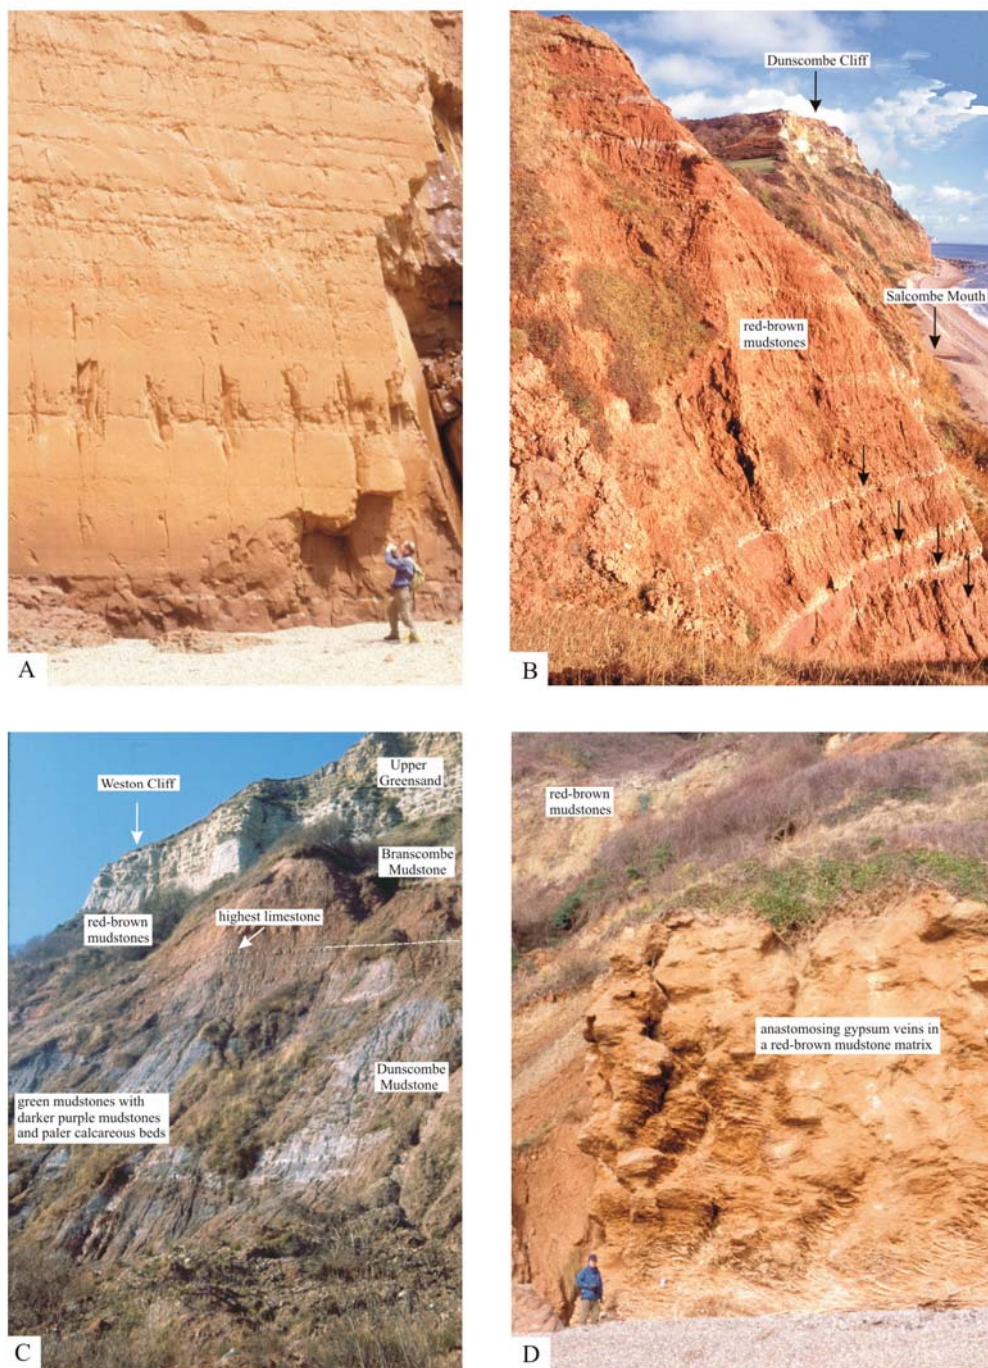 A
Dunscombe Cliff
Salcombe Mouth
red-brown
mudstones
B
Weston Cliff
Upper
Greensand
Branscombe
Mudstone
red-brown
mudstones
highest limestone
Dunscombe
Mudstone
green mudstones with
darker purple mudstones
and paler calcareous beds
C
red-brown
mudstones
anastomosing gypsum veins in
a red-brown mudstone matrix
D